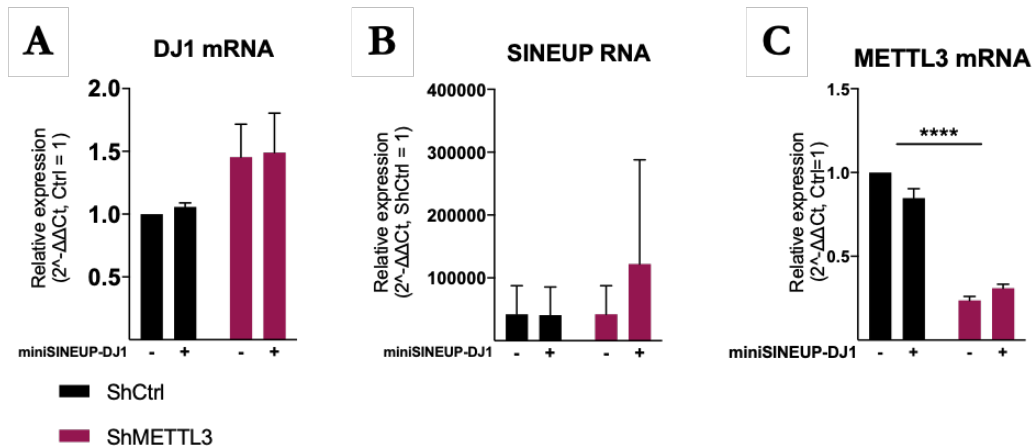 A
DJ1 mRNA
Relative expression
(2^-ΔΔCt, Ctrl = 1)
2.0
1.5
1.0
0.5
miniSINEUP-DJ1
- + - +
B
SINEUP RNA
Relative expression
(2^-ΔΔCt, ShCtrl = 1)
400000
300000
200000
100000
- + - +
C
METTL3 mRNA
Relative expression
(2^-ΔΔCt, Ctrl=1)
1.5
1.0
0.5
****
miniSINEUP-DJ1
- + - +
ShCtrl
ShMETTL3